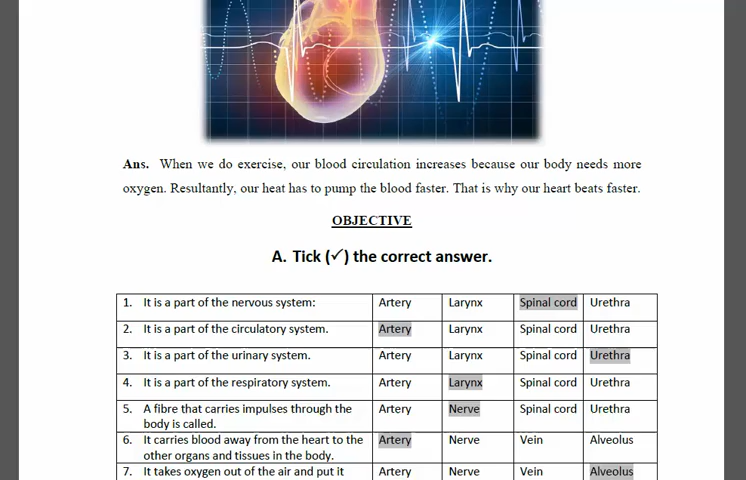 Ans. When we do exercise, our blood circulation increases because our body needs more
oxygen. Resultantly, our heat has to pump the blood faster. That is why our heart beats faster.
OBJECTIVE
A. Tick (✓) the correct answer.
1. It is a part of the nervous system: Artery Larynx Spinal cord Urethra
2. It is a part of the circulatory system. Artery Larynx Spinal cord Urethra
3. It is a part of the urinary system. Artery Larynx Spinal cord Urethra
4. It is a part of the respiratory system. Artery Larynx Spinal cord Urethra
5. A fibre that carries impulses through the Artery Nerve Spinal cord Urethra
body is called.
6. It carries blood away from the heart to the Artery Nerve Vein Alveolus
other organs and tissues in the body.
7. It takes oxygen out of the air and put it Artery Nerve Vein Alveolus